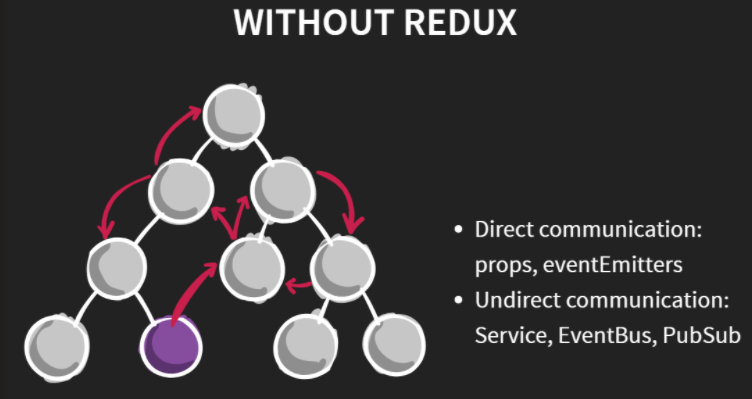 WITHOUT REDUX
• Direct communication:
props, eventEmitters
• Undirect communication:
Service, EventBus, PubSub